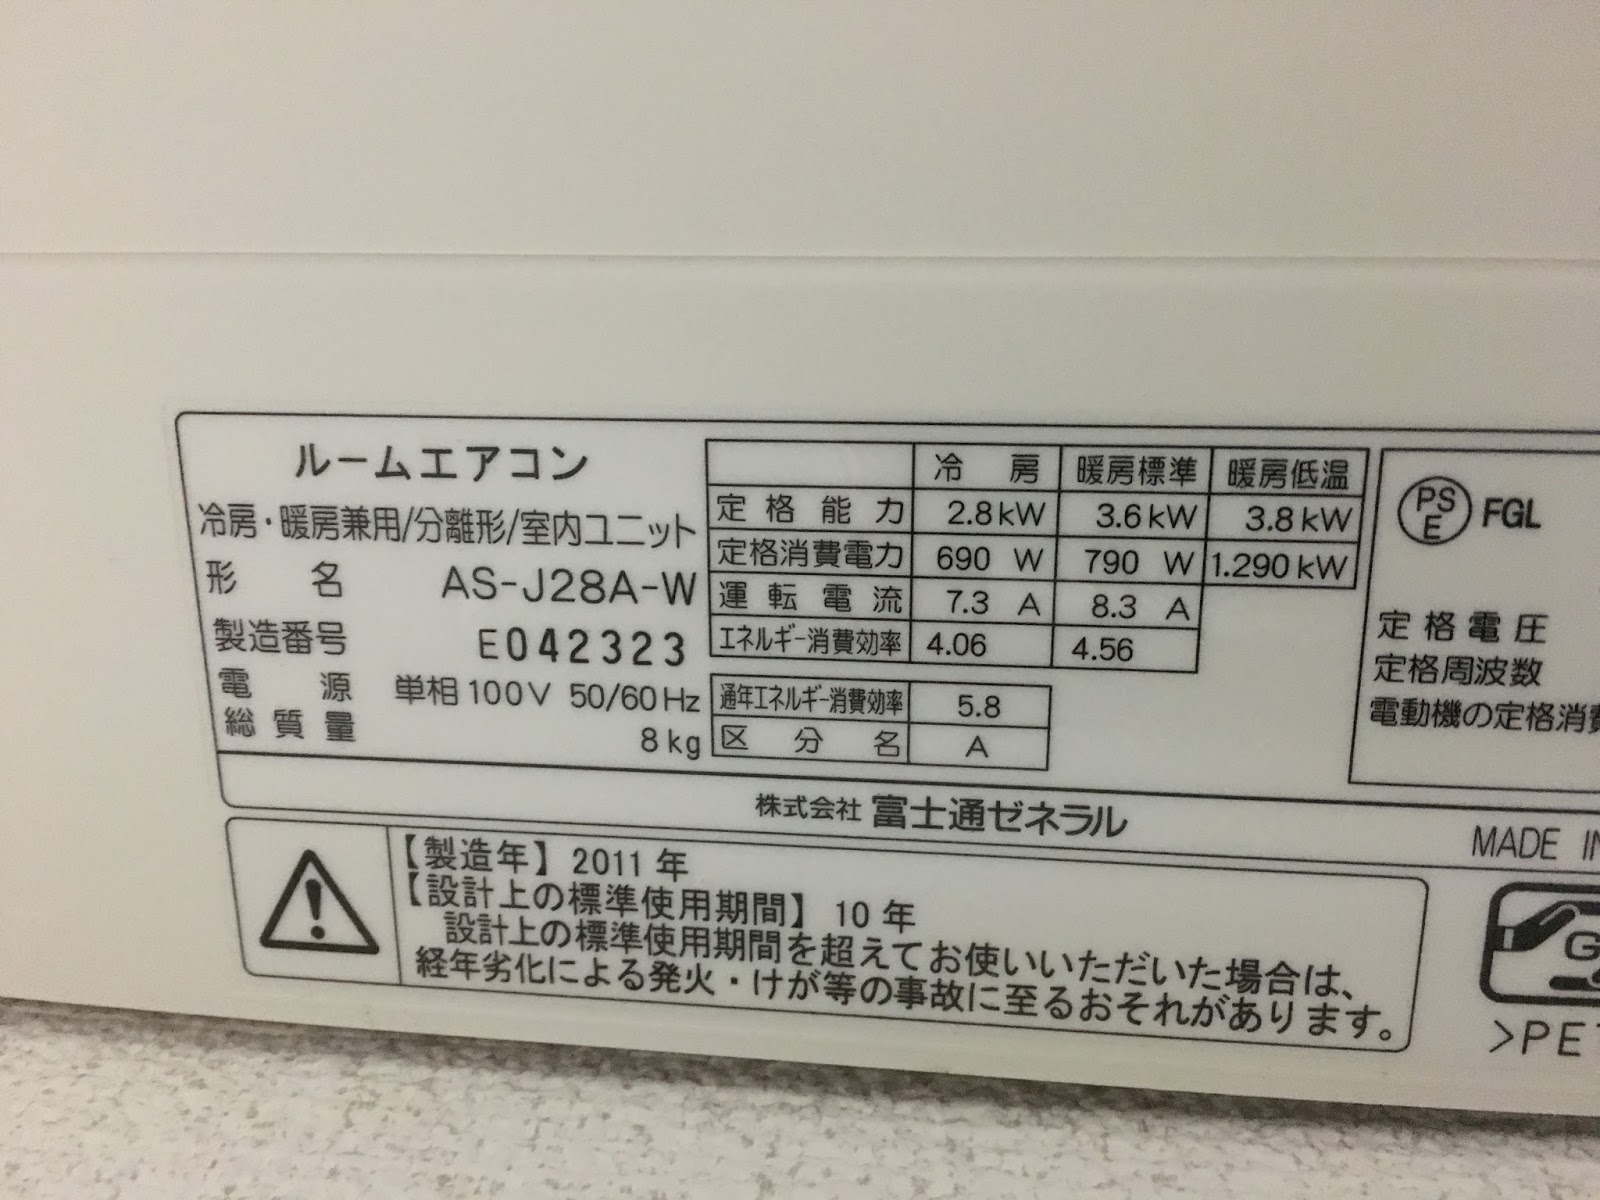 ルームエアコン
冷房・暖房兼用/分離形/室内ユニット
形名 AS-J28A-W
製造番号 E042323
電源 単相100V 50/60Hz
総質量 8kg
冷房 暖房標準 暖房低温
定格能力 2.8kW 3.6kW 3.8kW
定格消費電力 690 W 790 W 1.290kW
運転電流 7.3 A 8.3 A
エネルギー消費効率 4.06 4.56
通年エネルギー消費効率 5.8
区分名 A
PS E FGL
定格電圧
定格周波数
電動機の定格消費
株式会社 富士通ゼネラル
MADE IN
【製造年】2011年
【設計上の標準使用期間】10年
設計上の標準使用期間を超えてお使いいただいた場合は、
経年劣化による発火・けが等の事故に至るおそれがあります。
G
>PET